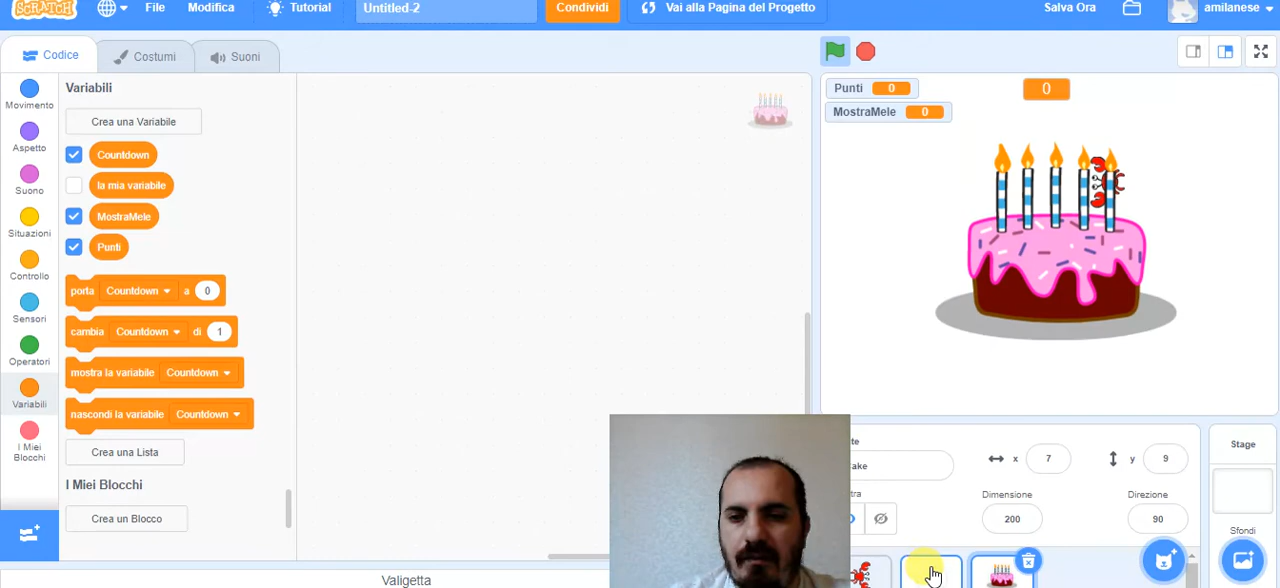 SCRATCH
File
Modifica
Tutorial
Untitled-2
Condividi
Vai alla Pagina del Progetto
Salva Ora
amilanese
Codice
Costumi
Suoni
Movimento
Aspetto
Suono
Situazioni
Controllo
Sensori
Operatori
Variabili
I Miei
Blocchi
Variabili
Crea una Variabile
Countdown
la mia variabile
MostraMele
Punti
porta Countdown a 0
cambia Countdown di 1
mostra la variabile Countdown
nascondi la variabile Countdown
Crea una Lista
I Miei Blocchi
Crea un Blocco
Valigetta
Punti 0
MostraMele 0
0
x 7
y 9
Dimensione
200
Direzione
90
Stage
Sfondi